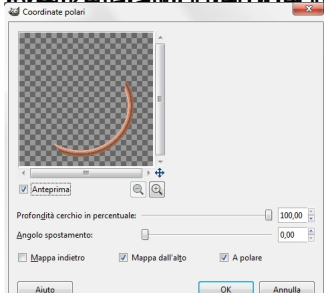 Coordinate polari
Anteprima
Profondità cerchio in percentuale:
100,00
Angolo spostamento:
0,00
Mappa indietro
Mappa dall'alto
A polare
Aiuto
OK
Annulla